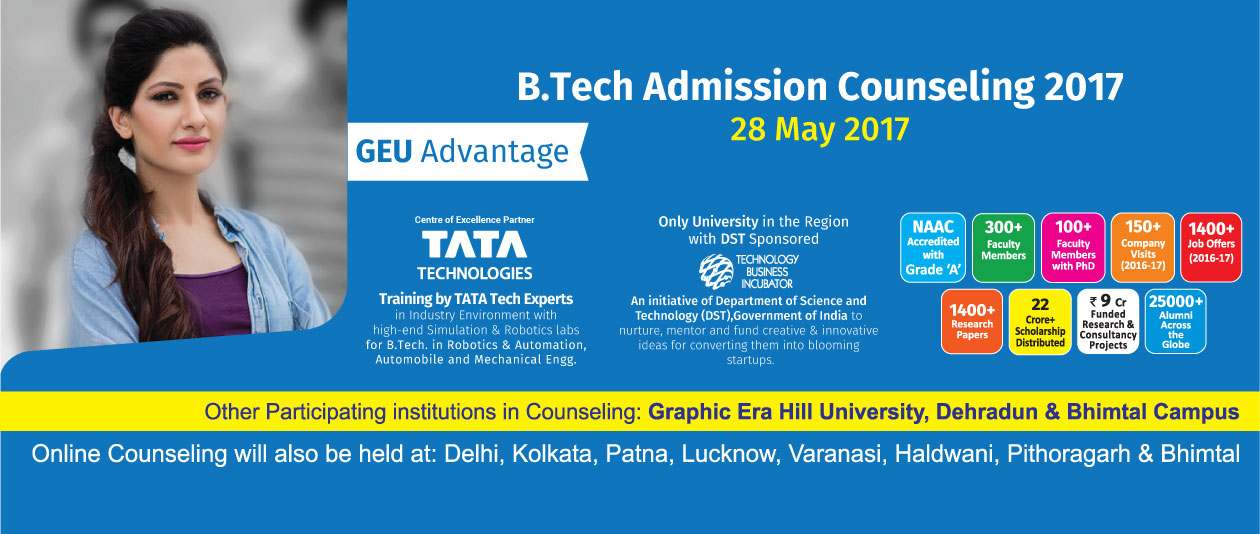 B.Tech Admission Counseling 2017
28 May 2017
GEU Advantage
Centre of Excellence Partner
TATA
TECHNOLOGIES
Training by TATA Tech Experts
in Industry Environment with
high-end Simulation & Robotics labs
for B.Tech. in Robotics & Automation,
Automobile and Mechanical Engg.
Only University in the Region
with DST Sponsored
TECHNOLOGY
BUSINESS
INCUBATOR
An initiative of Department of Science and
Technology (DST),Government of India to
nurture, mentor and fund creative & innovative
ideas for converting them into blooming
startups.
NAAC
Accredited
with
Grade ‘A’
300+
Faculty
Members
100+
Faculty
Members
with PhD
150+
Company
Visits
(2016-17)
1400+
Job Offers
(2016-17)
1400+
Research
Papers
22
Crore+
Scholarship
Distributed
₹ 9 Cr
Funded
Research &
Consultancy
Projects
25000+
Alumni
Across
the
Globe
Other Participating institutions in Counseling: Graphic Era Hill University, Dehradun & Bhimtal Campus
Online Counseling will also be held at: Delhi, Kolkata, Patna, Lucknow, Varanasi, Haldwani, Pithoragarh & Bhimtal